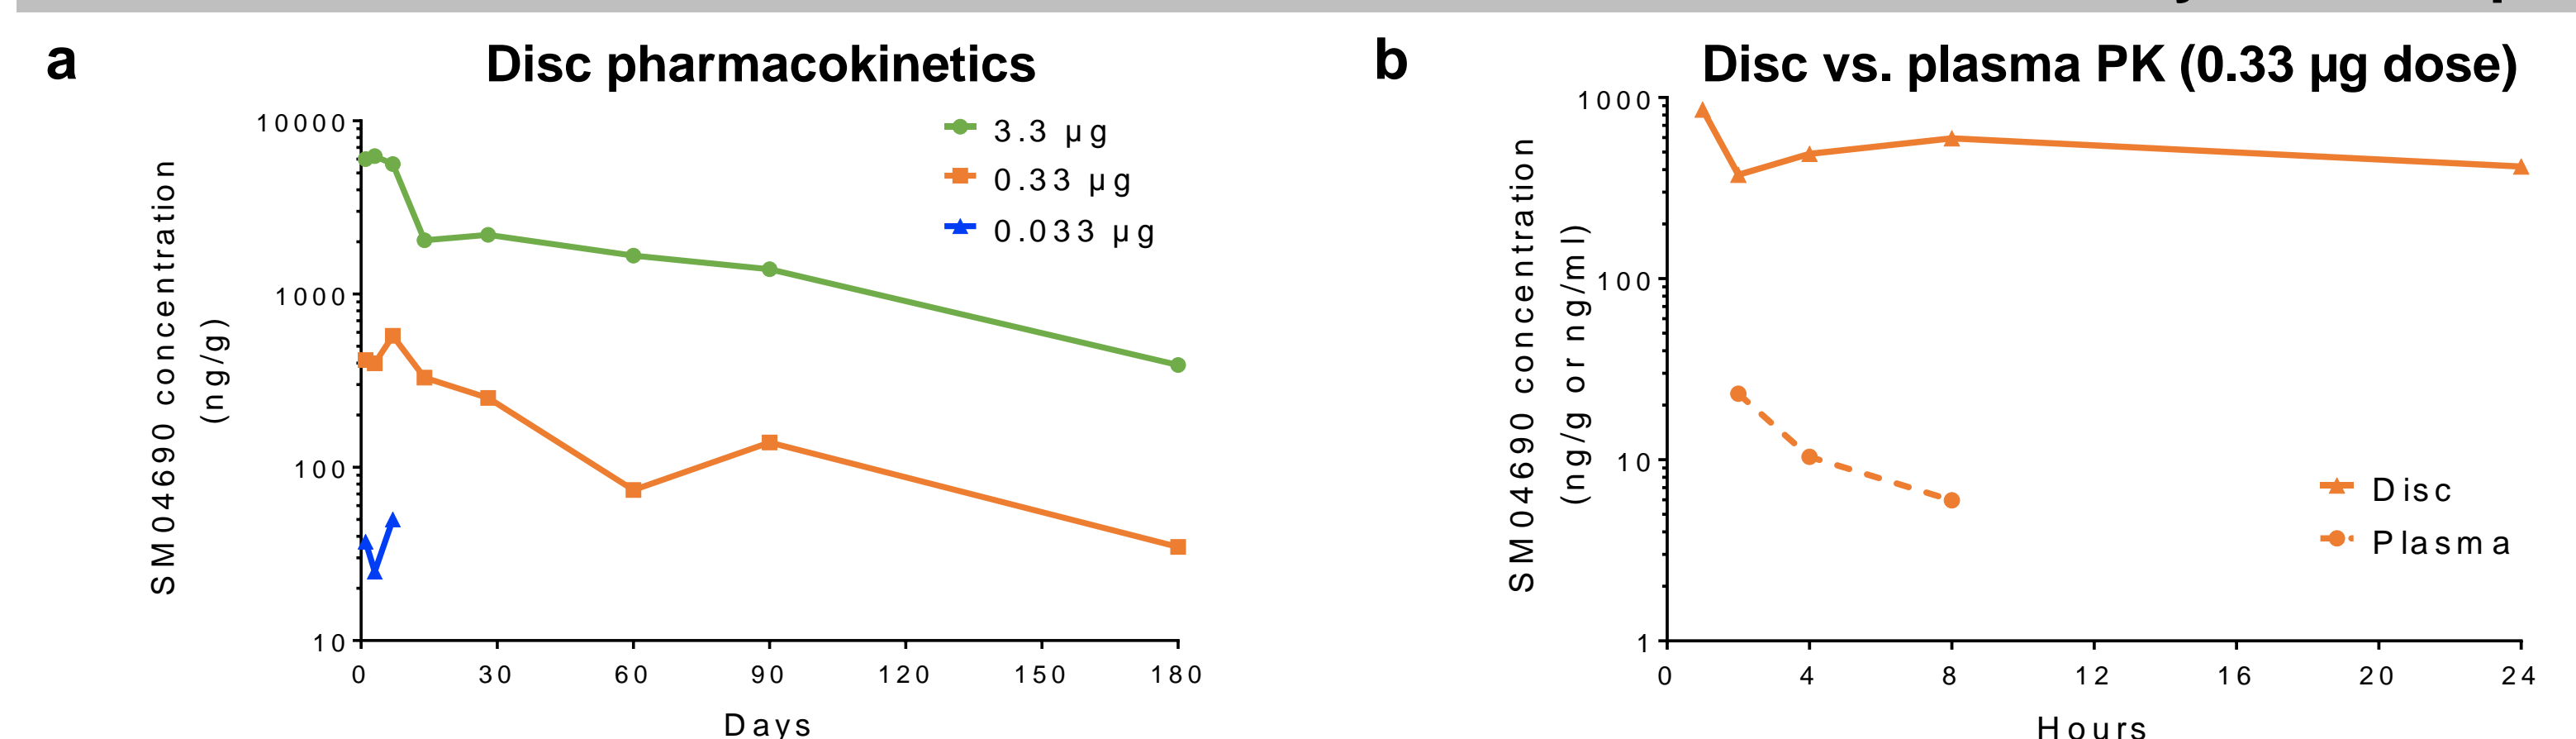 a
Disc pharmacokinetics
SM04690 concentration
(ng/g)
10000
1000
100
10
0 30 60 90 120 150 180
Days
3.3 µg
0.33 µg
0.033 µg
b
Disc vs. plasma PK (0.33 µg dose)
SM04690 concentration
(ng/g or ng/ml)
1000
100
10
1
0 4 8 12 16 20 24
Hours
Disc
Plasma